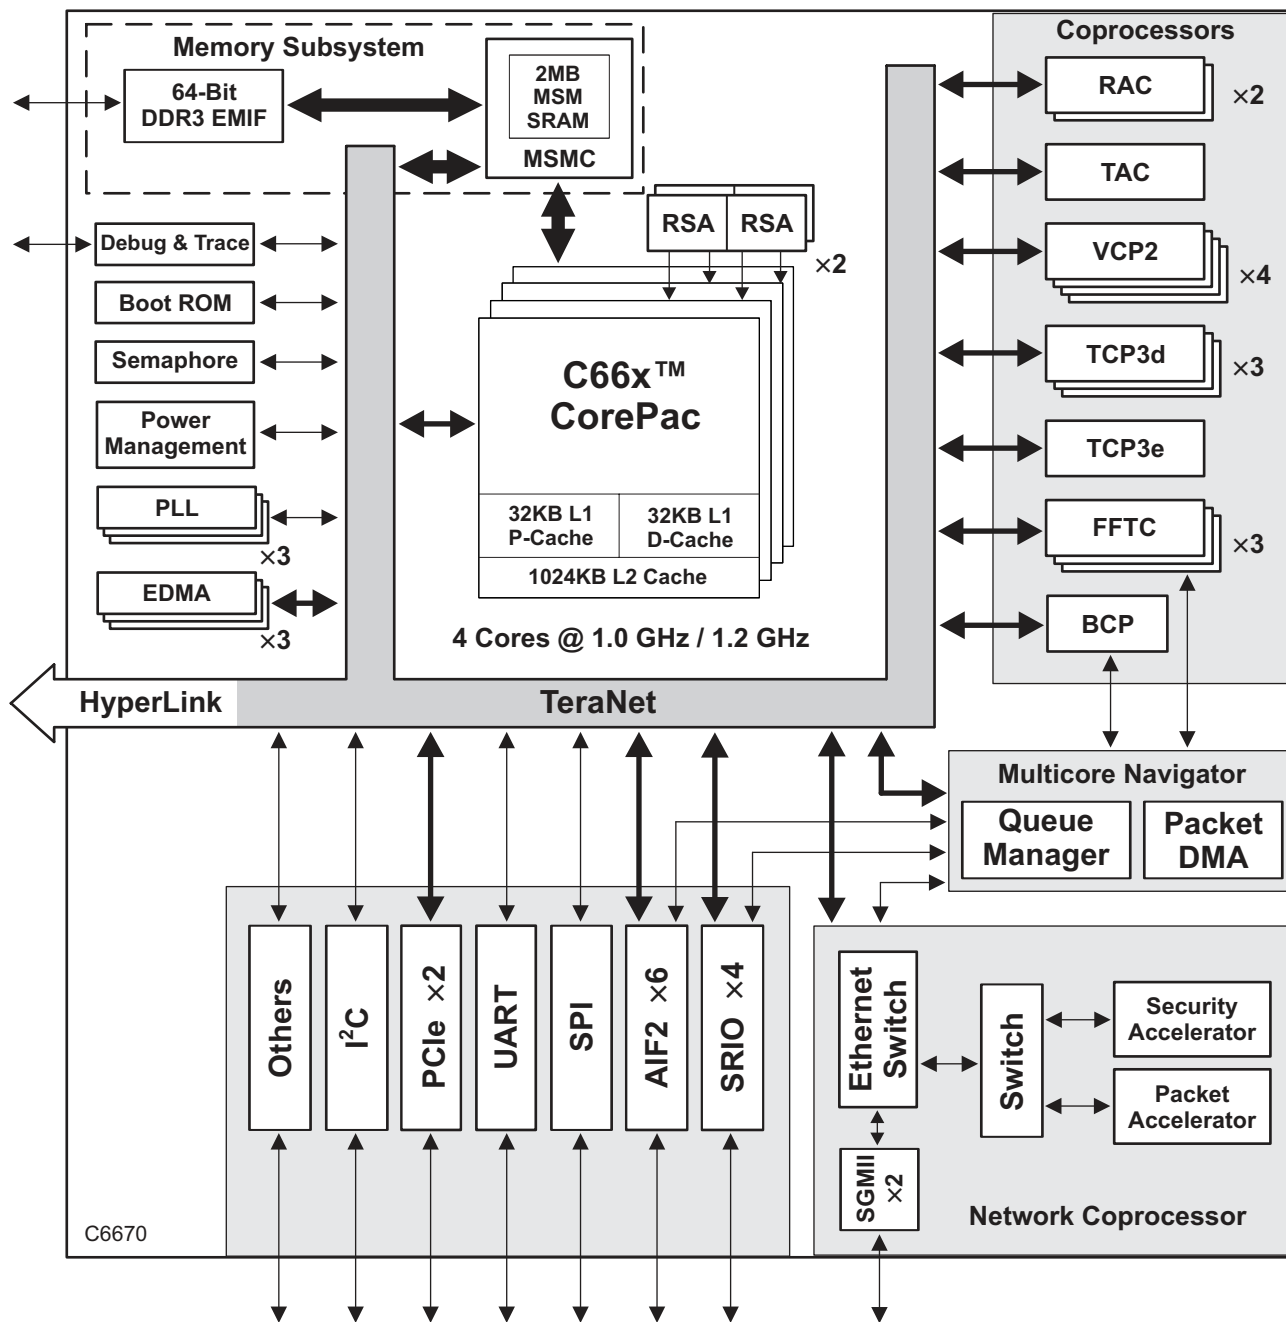 Memory Subsystem
64-Bit
DDR3 EMIF
2MB
MSM
SRAM
MSMC
Debug & Trace
Boot ROM
Semaphore
Power
Management
PLL
×3
EDMA
×3
RSA RSA
×2
C66x™
CorePac
32KB L1
P-Cache
32KB L1
D-Cache
1024KB L2 Cache
4 Cores @ 1.0 GHz / 1.2 GHz
Coprocessors
RAC
×2
TAC
VCP2
×4
TCP3d
×3
TCP3e
FFTC
×3
BCP
HyperLink
TeraNet
Multicore Navigator
Queue
Manager
Packet
DMA
Others
I²C
PCIe ×2
UART
SPI
AIF2 ×6
SRIO ×4
Ethernet
Switch
Switch
Security
Accelerator
Packet
Accelerator
SGMII
×2
Network Coprocessor
C6670